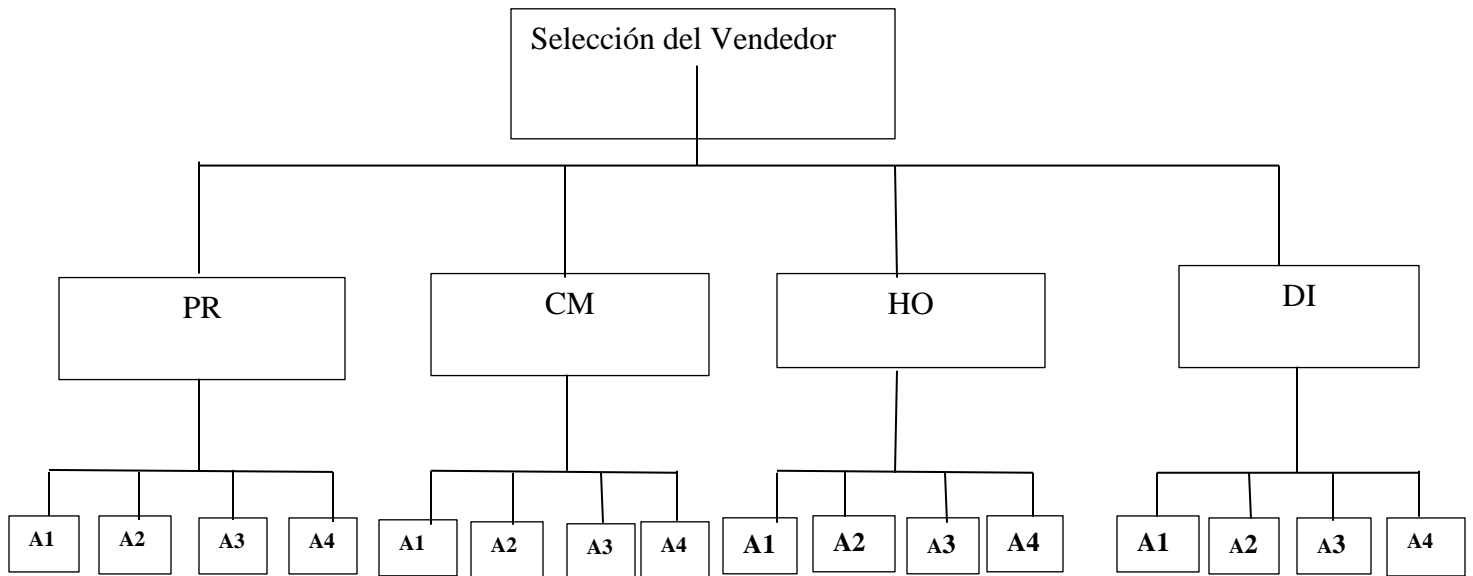 Selección del Vendedor
PR CM HO DI
A1 A2 A3 A4 A1 A2 A3 A4 A1 A2 A3 A4 A1 A2 A3 A4